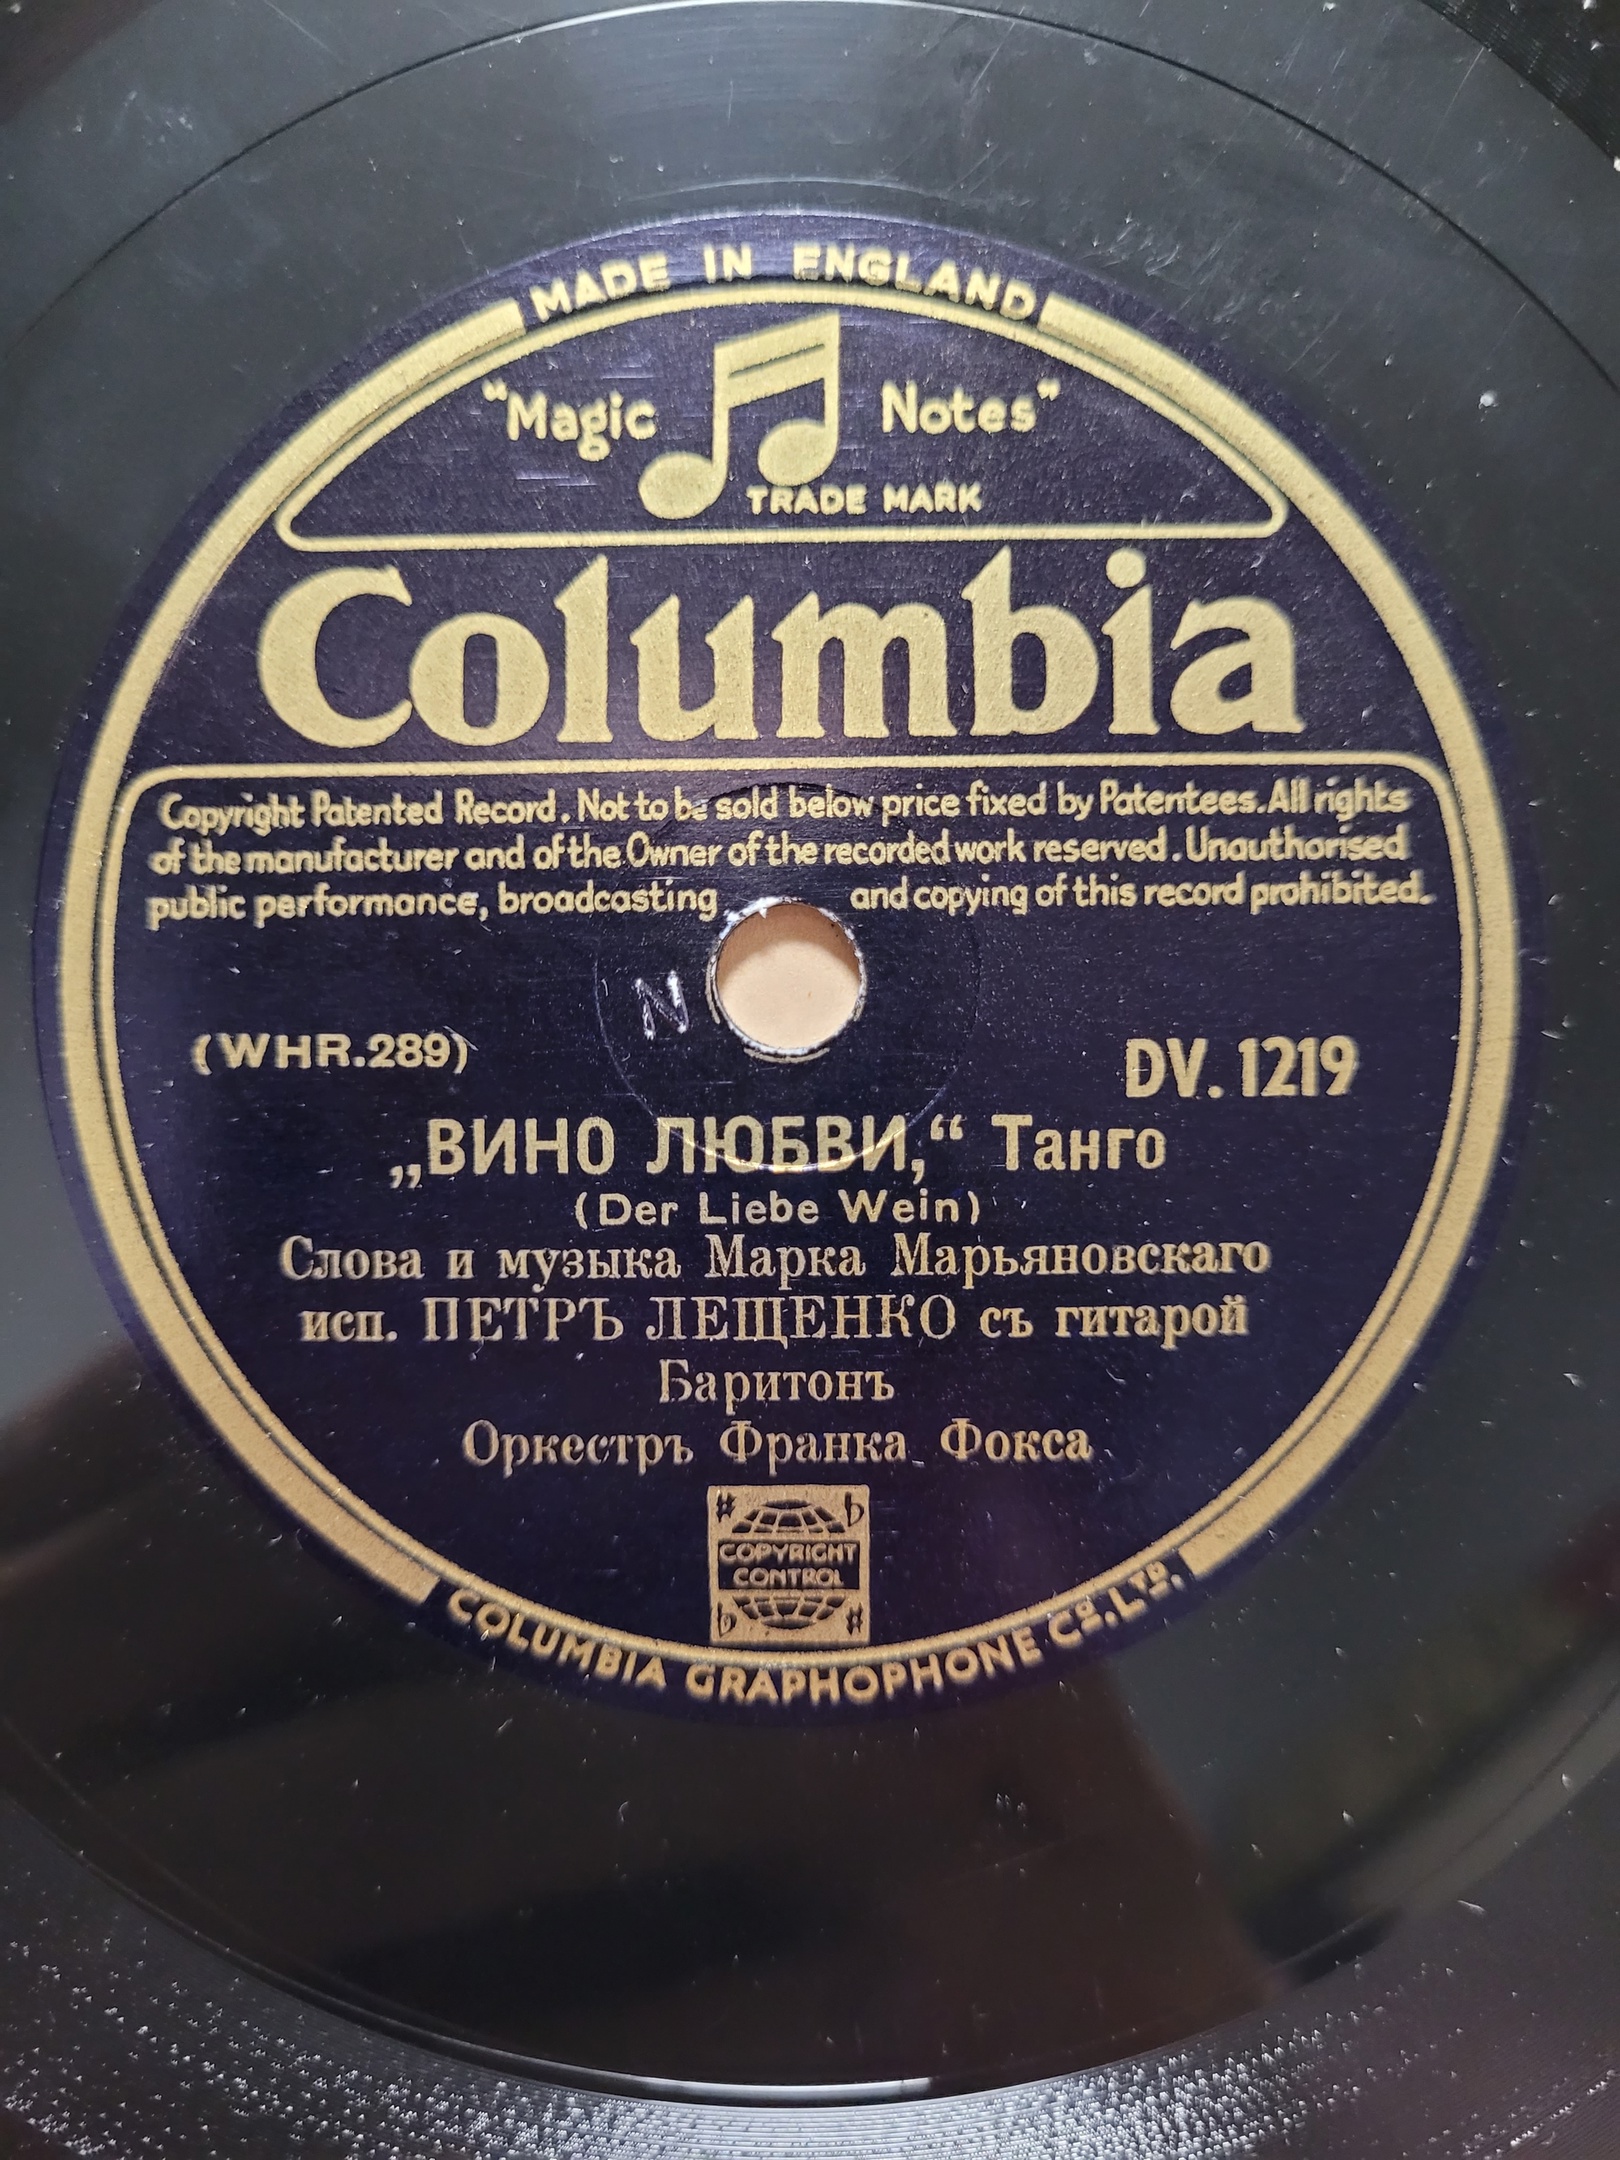 MADE IN ENGLAND
"Magic Notes"
TRADE MARK
Columbia
Copyright Patented Record. Not to be sold below price fixed by Patentees. All rights
of the manufacturer and of the Owner of the recorded work reserved. Unauthorised
public performance, broadcasting and copying of this record prohibited.
N
(WHR.289)
DV. 1219
„ВИНО ЛЮБВИ,“ Танго
(Der Liebe Wein)
Слова и музыка Марка Марьяновскаго
исп. ПЕТРЪ ЛЕЩЕНКО съ гитарой
Баритонъ
Оркестръ Франка Фокса
♯ ♭
COPYRIGHT
CONTROL
♭ ♯
COLUMBIA GRAPHOPHONE CO. LTD.